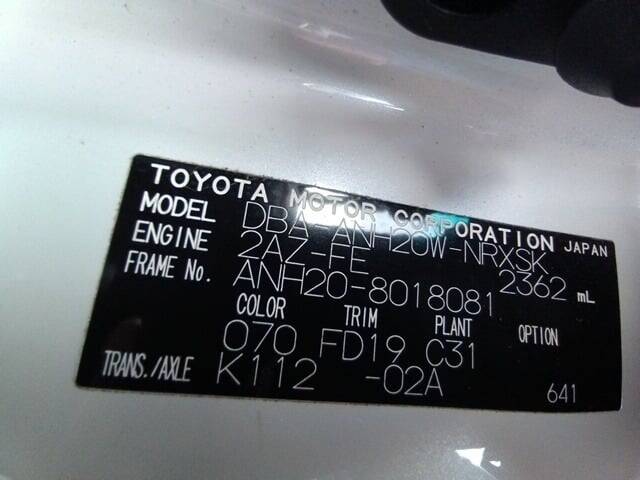 TOYOTA MOTOR CORPORATION JAPAN
MODEL DBA-ANH20W-NRXSK
ENGINE 2AZ-FE 2362 mL
FRAME No. ANH20-8018081
COLOR TRIM PLANT OPTION
070 FD19 C31
TRANS./AXLE K112 -02A 641